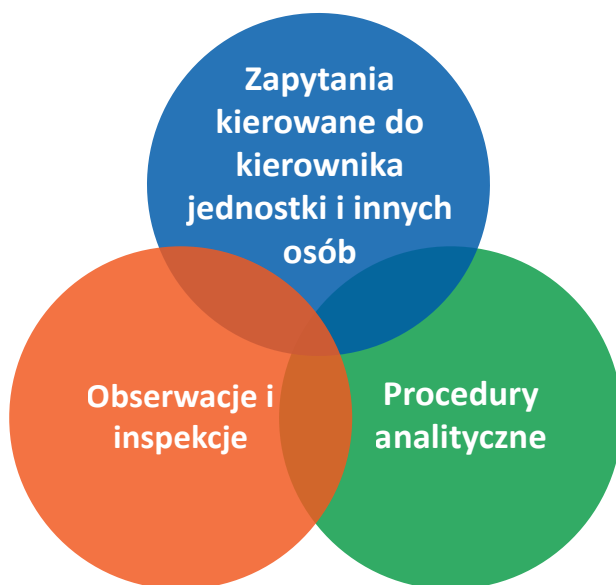 Zapytania
kierowane do
kierownika
jednostki i innych
osób
Obserwacje i
inspekcje
Procedury
analityczne